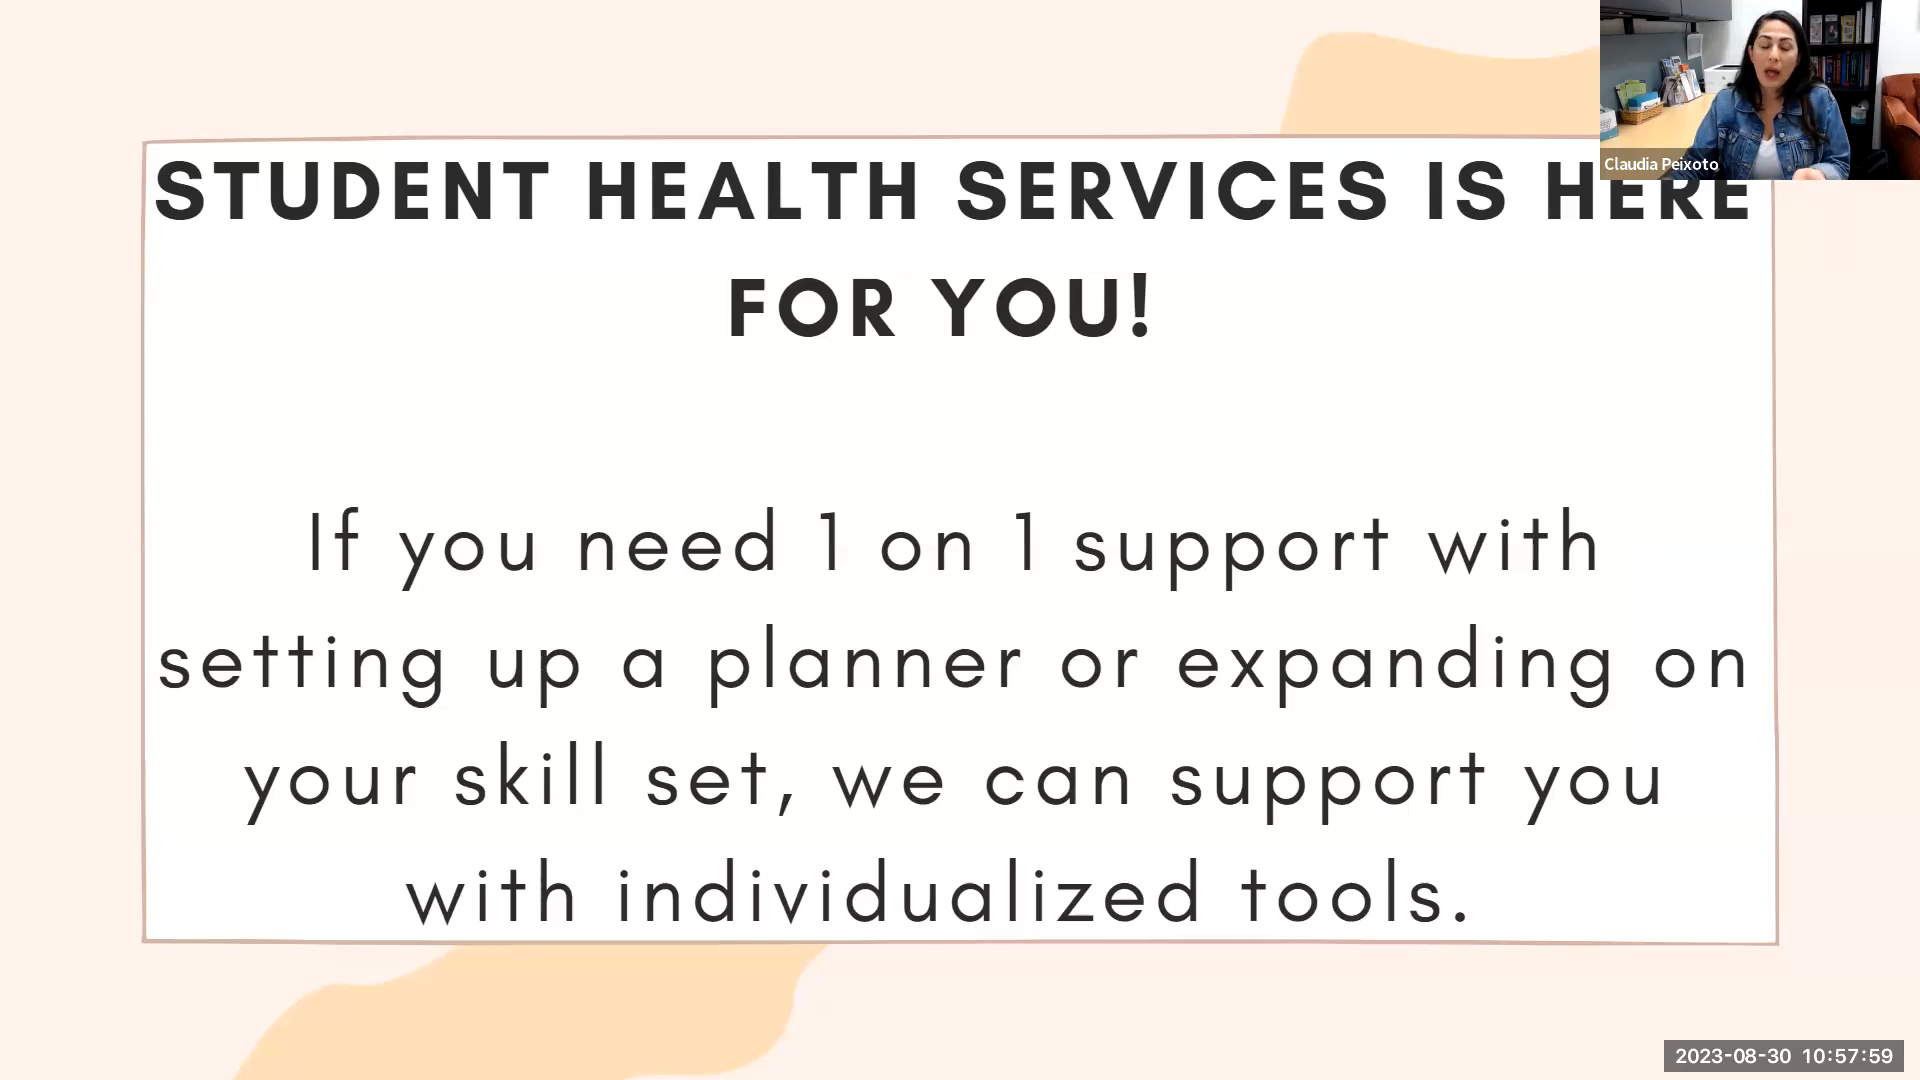 STUDENT HEALTH SERVICES IS HERE
FOR YOU!
If you need 1 on 1 support with
setting up a planner or expanding on
your skill set, we can support you
with individualized tools.
Claudia Peixoto
2023-08-30 10:57:59